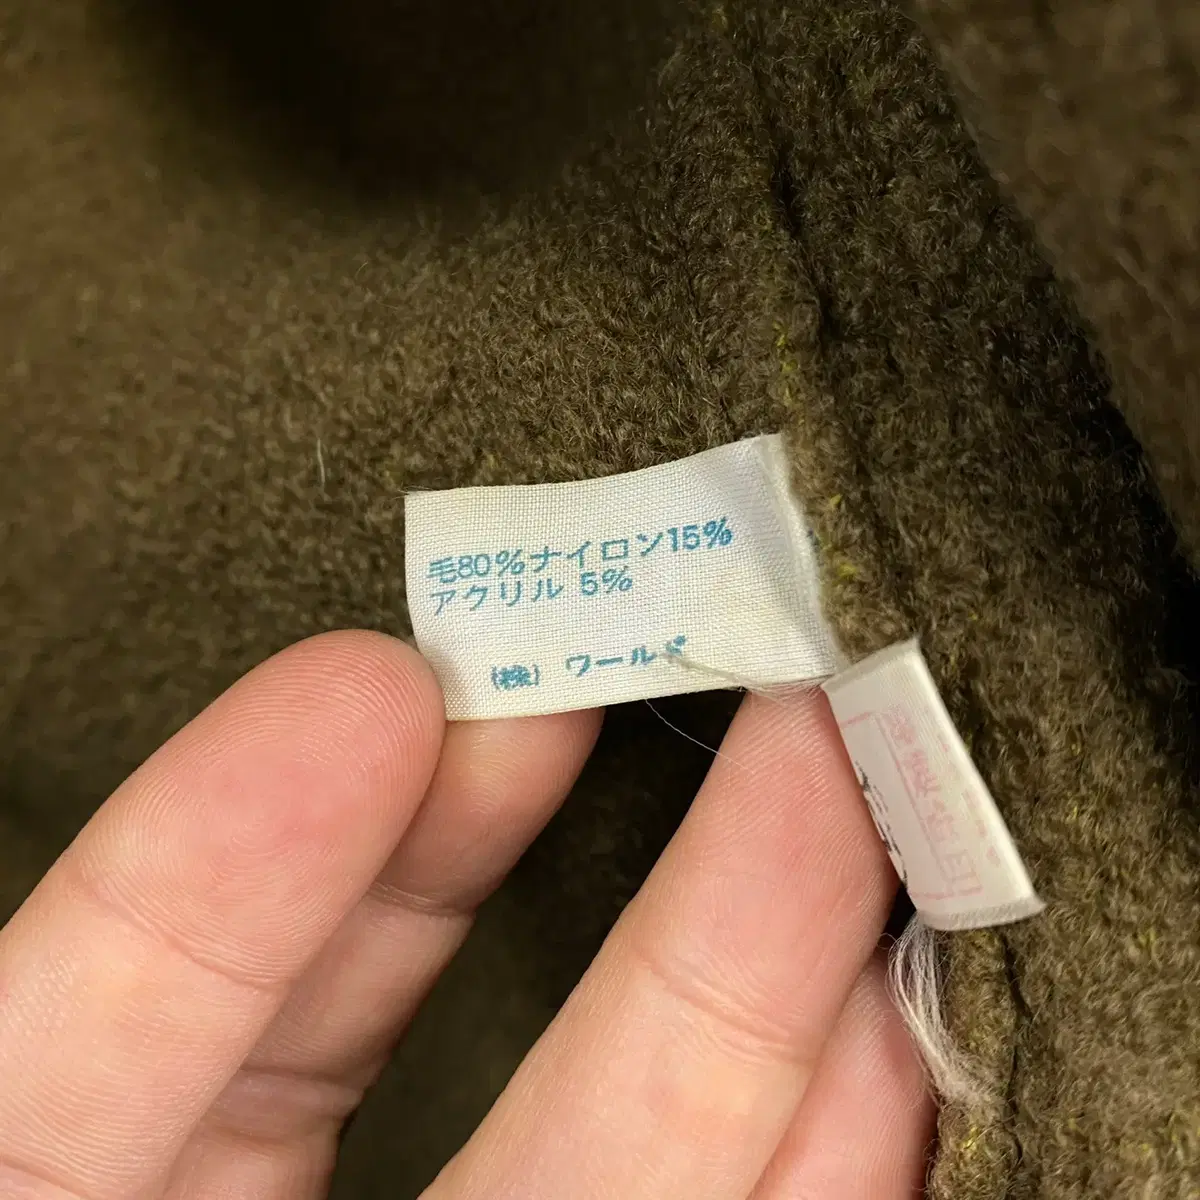 毛80%ナイロン15%
アクリル 5%
(株) ワールド